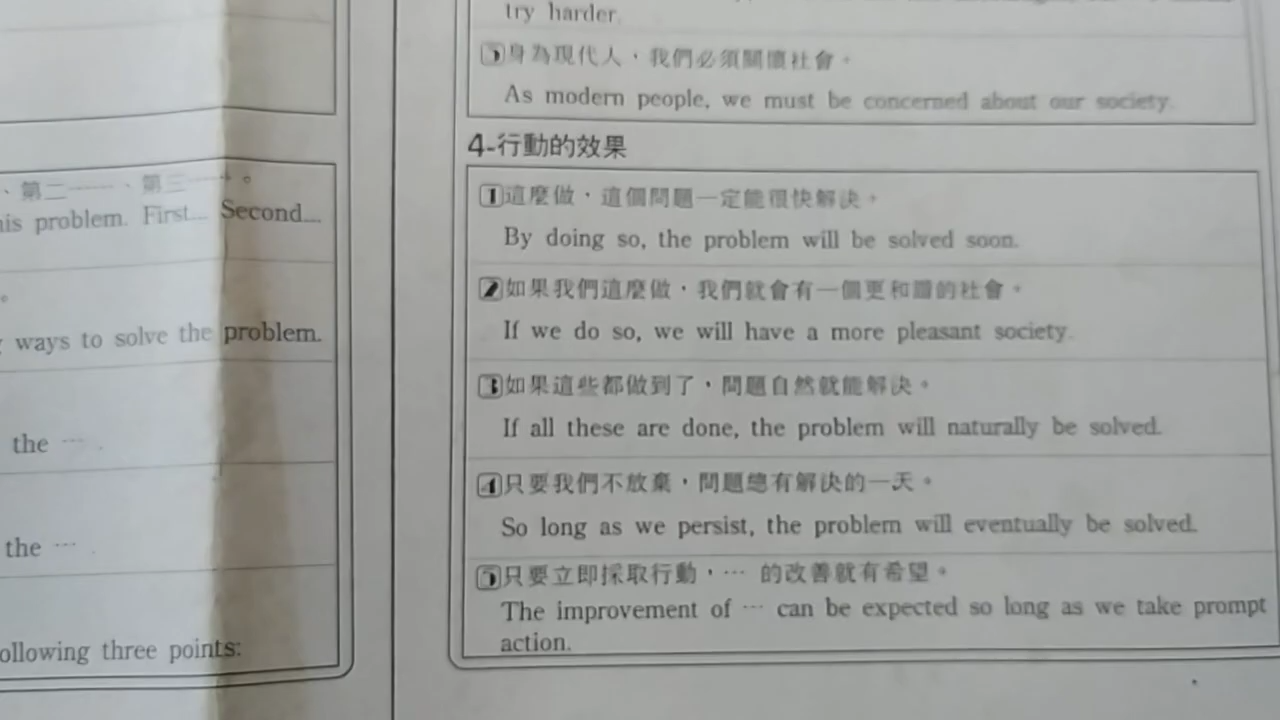 、第二……、第三……。
his problem. First... Second...
。
ways to solve the problem.
the …
the …
ollowing three points:
try harder.
5身為現代人，我們必須關懷社會。
As modern people, we must be concerned about our society.
4-行動的效果
1這麼做，這個問題一定能很快解決。
By doing so, the problem will be solved soon.
2如果我們這麼做，我們就會有一個更和諧的社會。
If we do so, we will have a more pleasant society.
3如果這些都做到了，問題自然就能解決。
If all these are done, the problem will naturally be solved.
4只要我們不放棄，問題總有解決的一天。
So long as we persist, the problem will eventually be solved.
5只要立即採取行動，… 的改善就有希望。
The improvement of … can be expected so long as we take prompt
action.